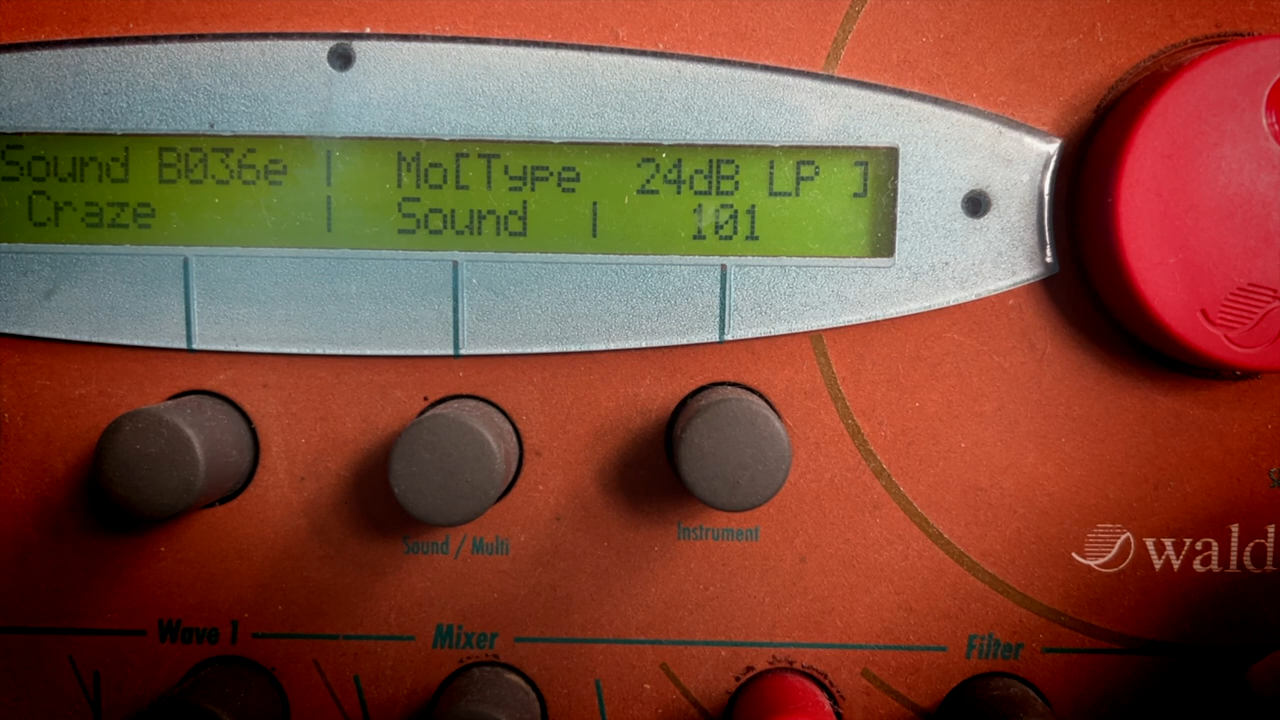 Sound B036e | Mo[Type 24dB LP ]
Craze | Sound | 101
Sound / Multi
Instrument
wald
Wave 1
Mixer
Filter